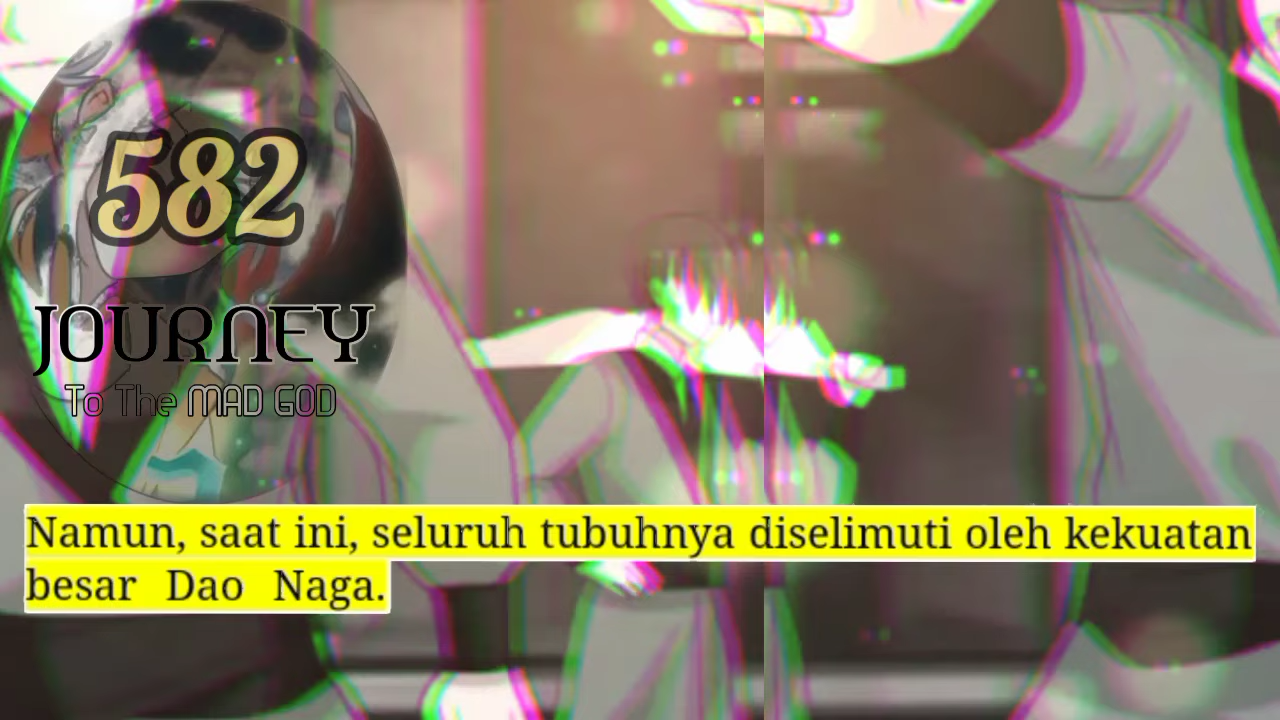 582
JOURNEY
To The MAD GOD
Namun, saat ini, seluruh tubuhnya diselimuti oleh kekuatan
besar Dao Naga.